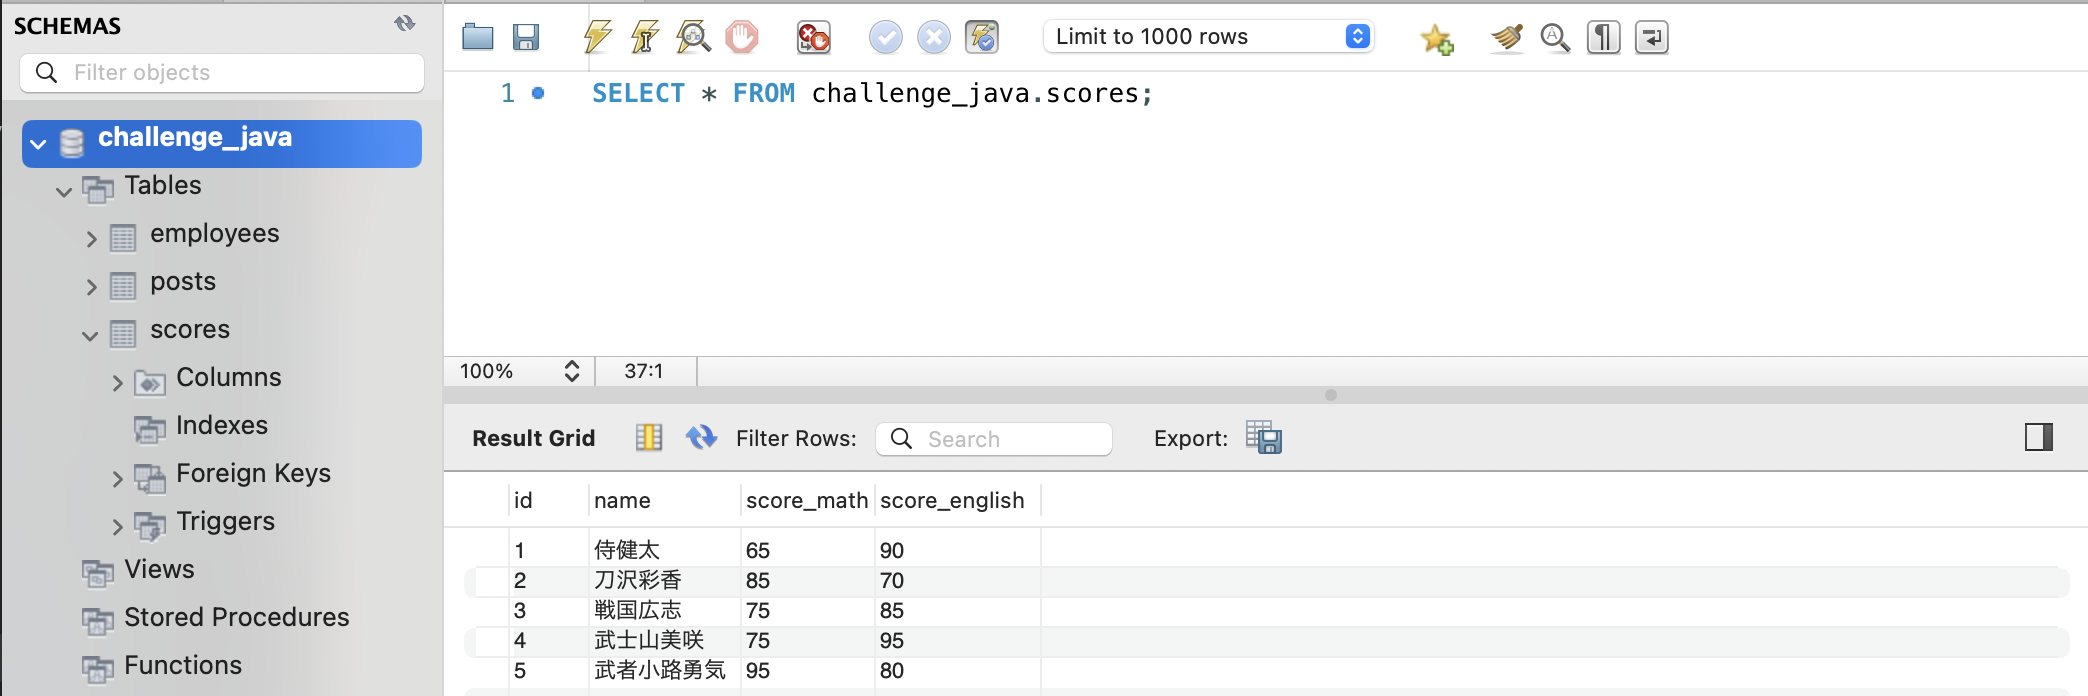 SCHEMAS
Filter objects
challenge_java
Tables
employees
posts
scores
Columns
Indexes
Foreign Keys
Triggers
Views
Stored Procedures
Functions
Limit to 1000 rows
1 SELECT * FROM challenge_java.scores;
100% 37:1
Result Grid Filter Rows: Search Export:
id name score_math score_english
1 侍健太 65 90
2 刀沢彩香 85 70
3 戦国広志 75 85
4 武士山美咲 75 95
5 武者小路勇気 95 80